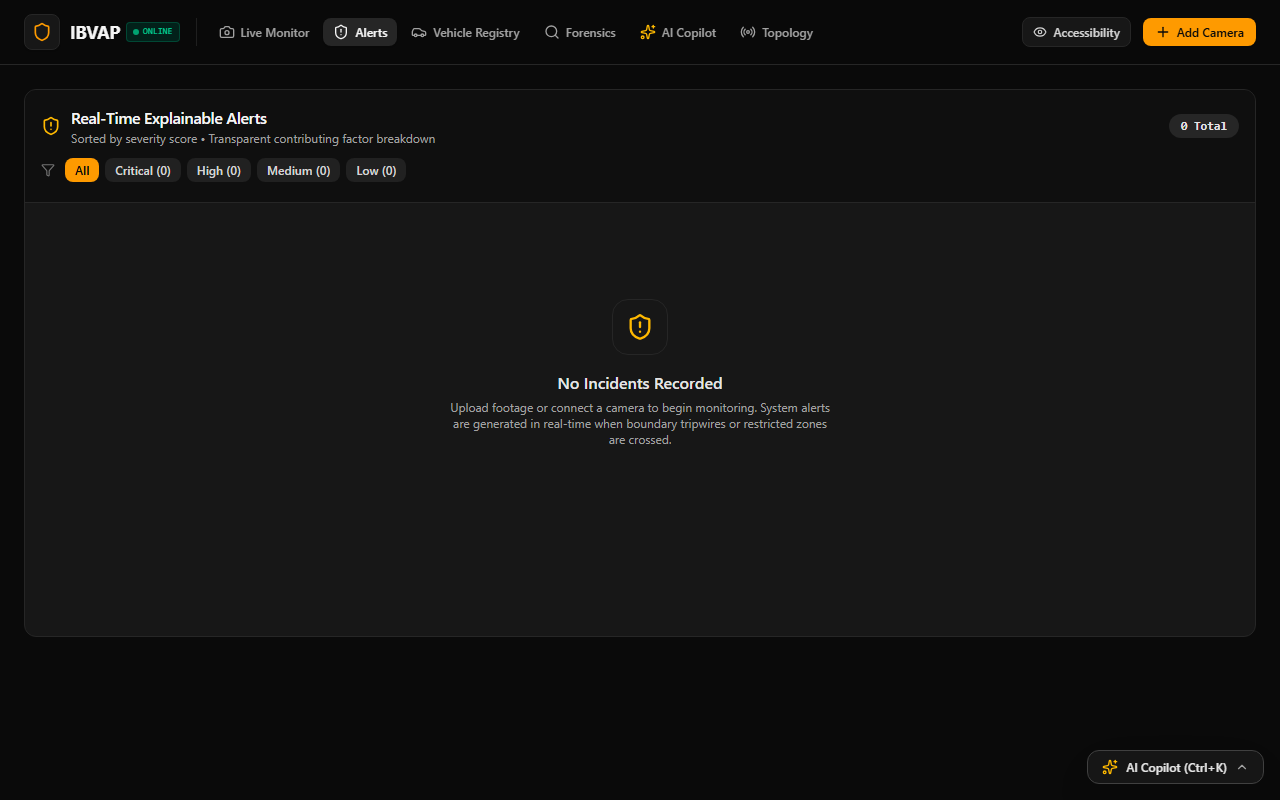 IBVAP
ONLINE
Live Monitor
Alerts
Vehicle Registry
Forensics
AI Copilot
Topology
Accessibility
Add Camera
Real-Time Explainable Alerts
Sorted by severity score • Transparent contributing factor breakdown
0 Total
All
Critical (0)
High (0)
Medium (0)
Low (0)
No Incidents Recorded
Upload footage or connect a camera to begin monitoring. System alerts
are generated in real-time when boundary tripwires or restricted zones
are crossed.
AI Copilot (Ctrl+K)